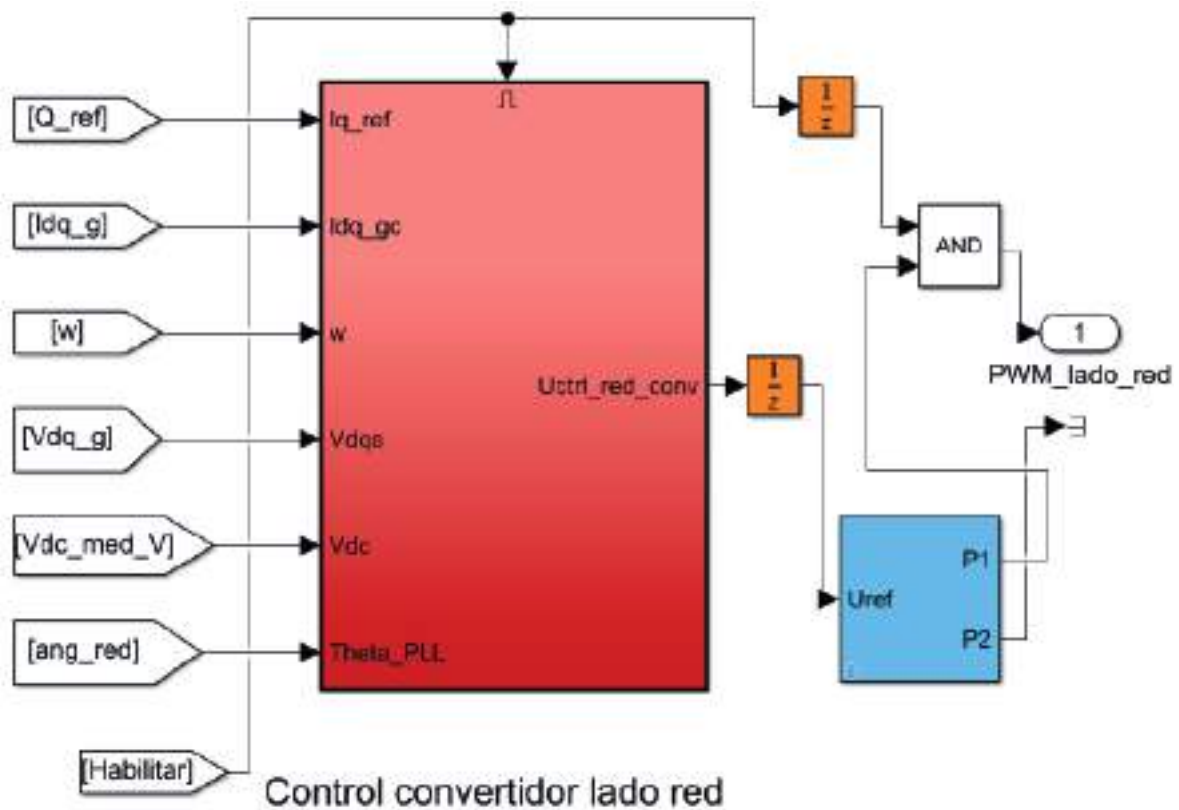 [Q_ref]
Iq_ref
[Idq_g]
Idq_gc
[w]
w
[Vdq_g]
Vdqs
[Vdc_med_V]
Vdc
[ang_red]
Theta_PLL
[Habilitar]
Uctrl_red_conv
1
z
1
z
AND
1
PWM_lado_red
Uref
P1
P2
Control convertidor lado red